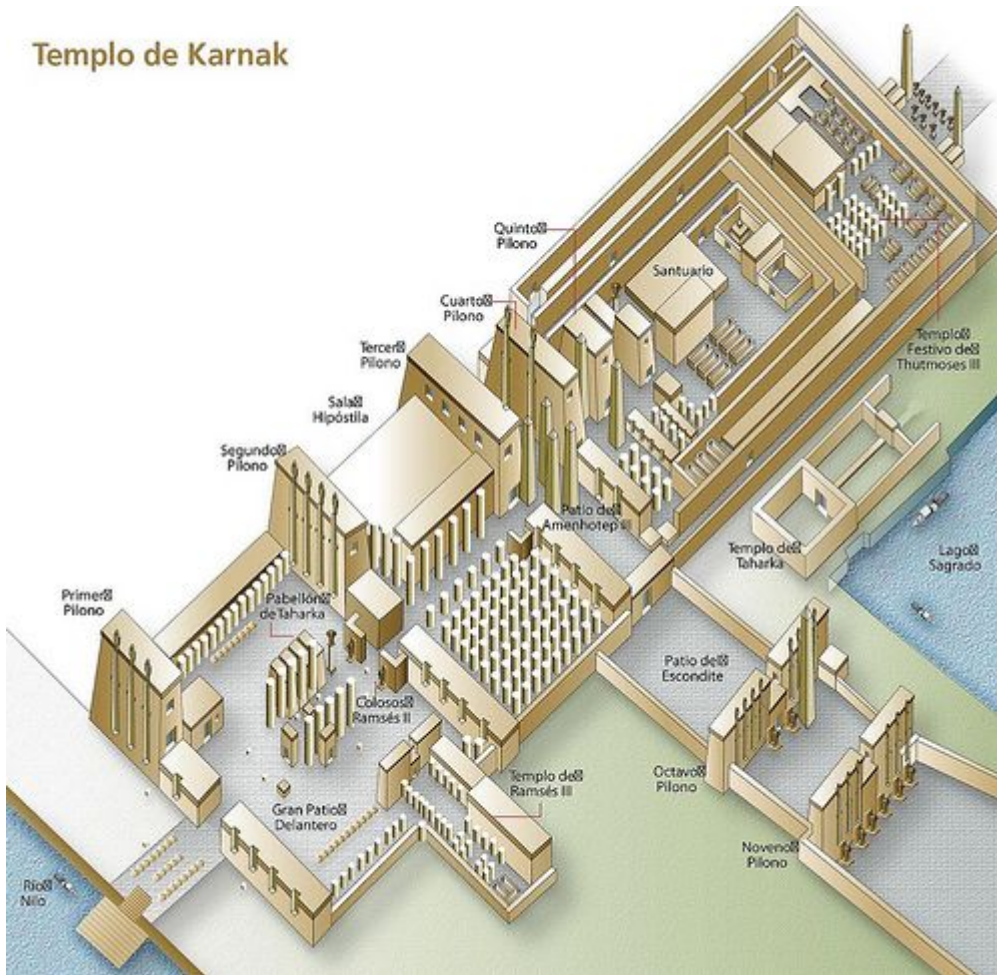 Templo de Karnak
Quinto
Pilono
Santuario
Cuarto
Pilono
Tercer
Pilono
Templo
Festivo de
Thutmoses III
Sala
Hipóstila
Segundo
Pilono
Patio de
Amenhotep II
Templo de
Taharka
Lago
Sagrado
Primer
Pilono
Pabellón
de Taharka
Patio de
Escondite
Colosos
Ramsés II
Octavo
Pilono
Templo de
Ramsés III
Gran Patio
Delantero
Noveno
Pilono
Río
Nilo